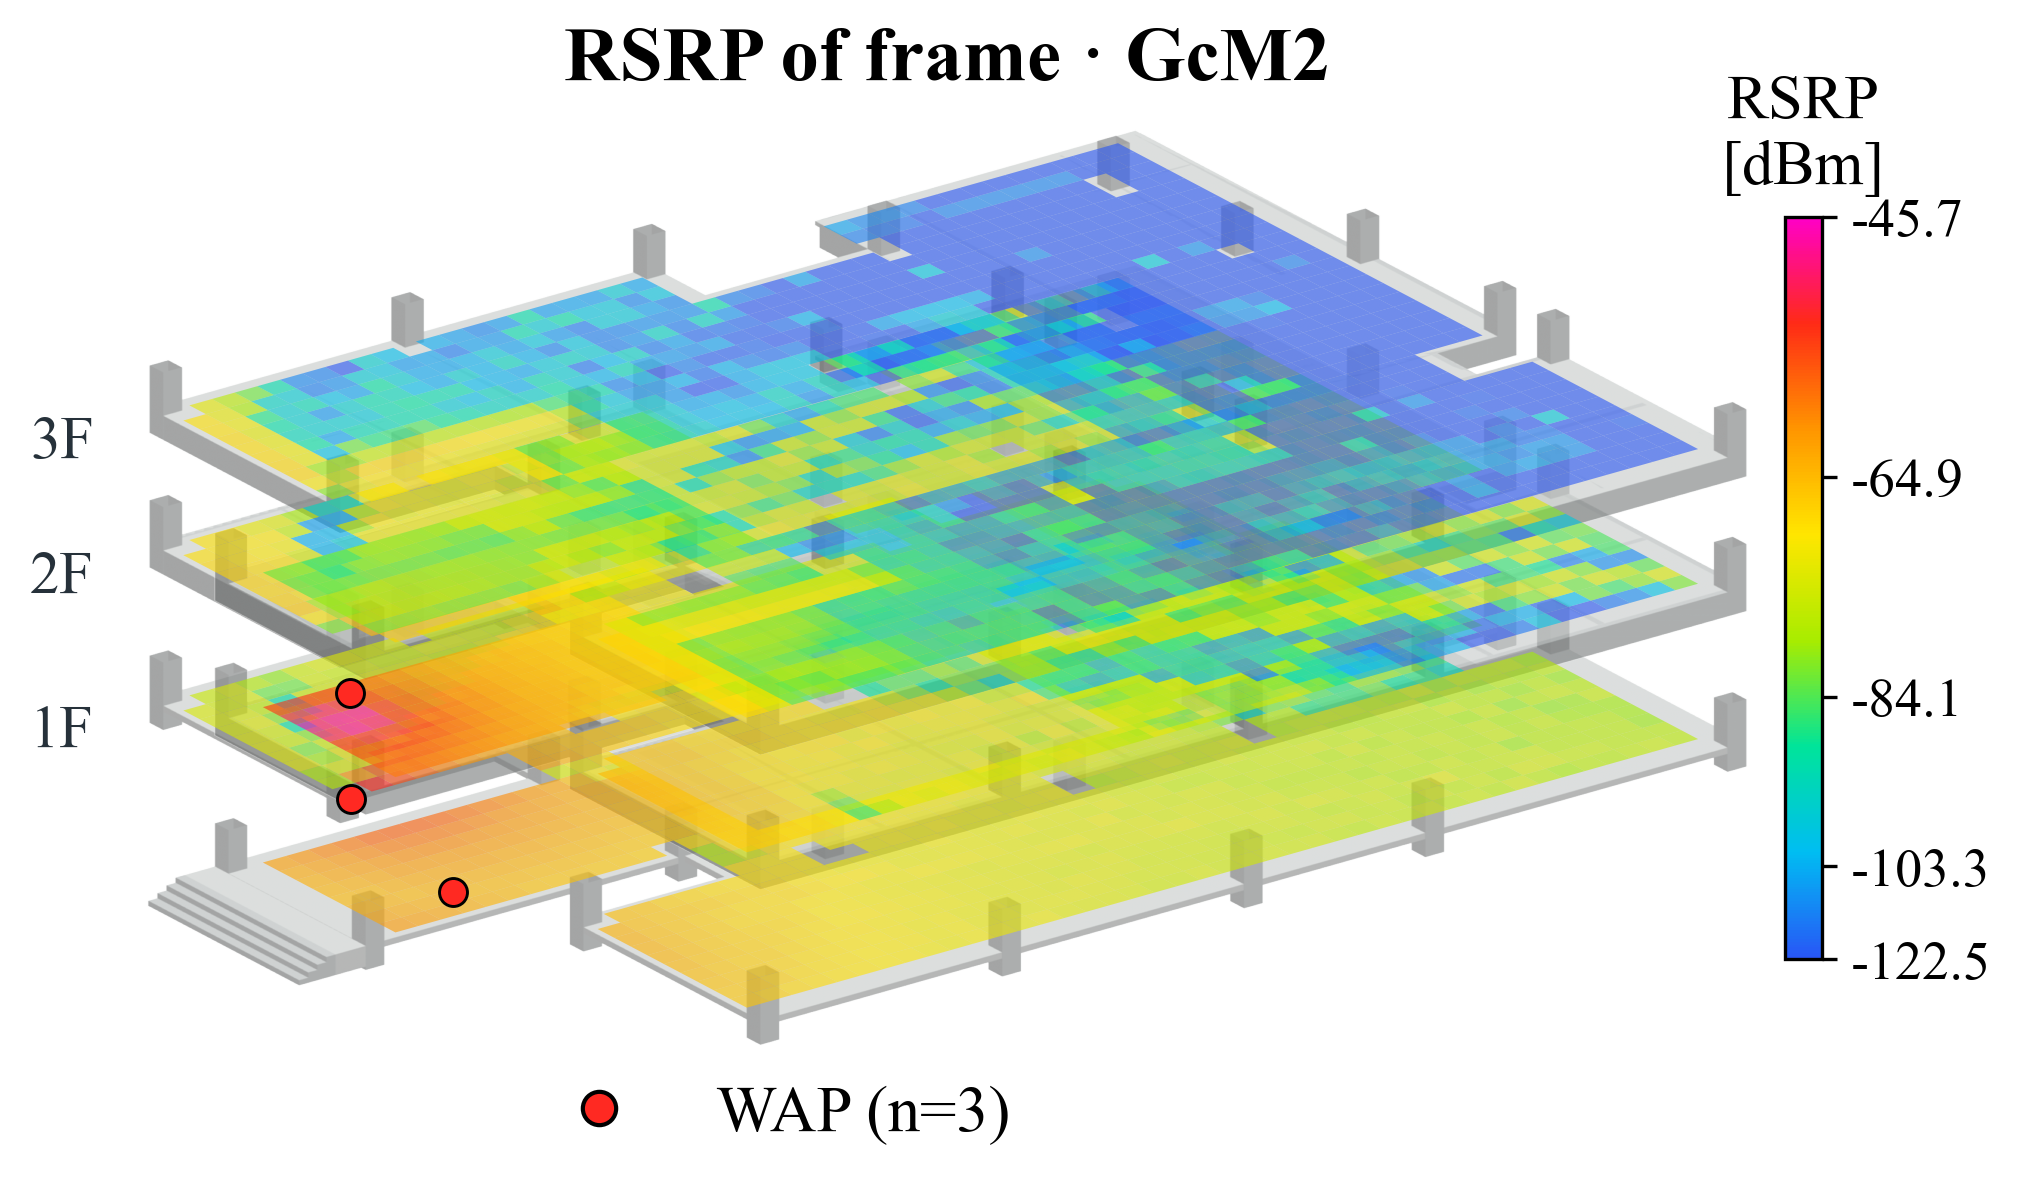 RSRP of frame · GcM2
RSRP
[dBm]
-45.7
-64.9
-84.1
-103.3
-122.5
3F
2F
1F
WAP (n=3)